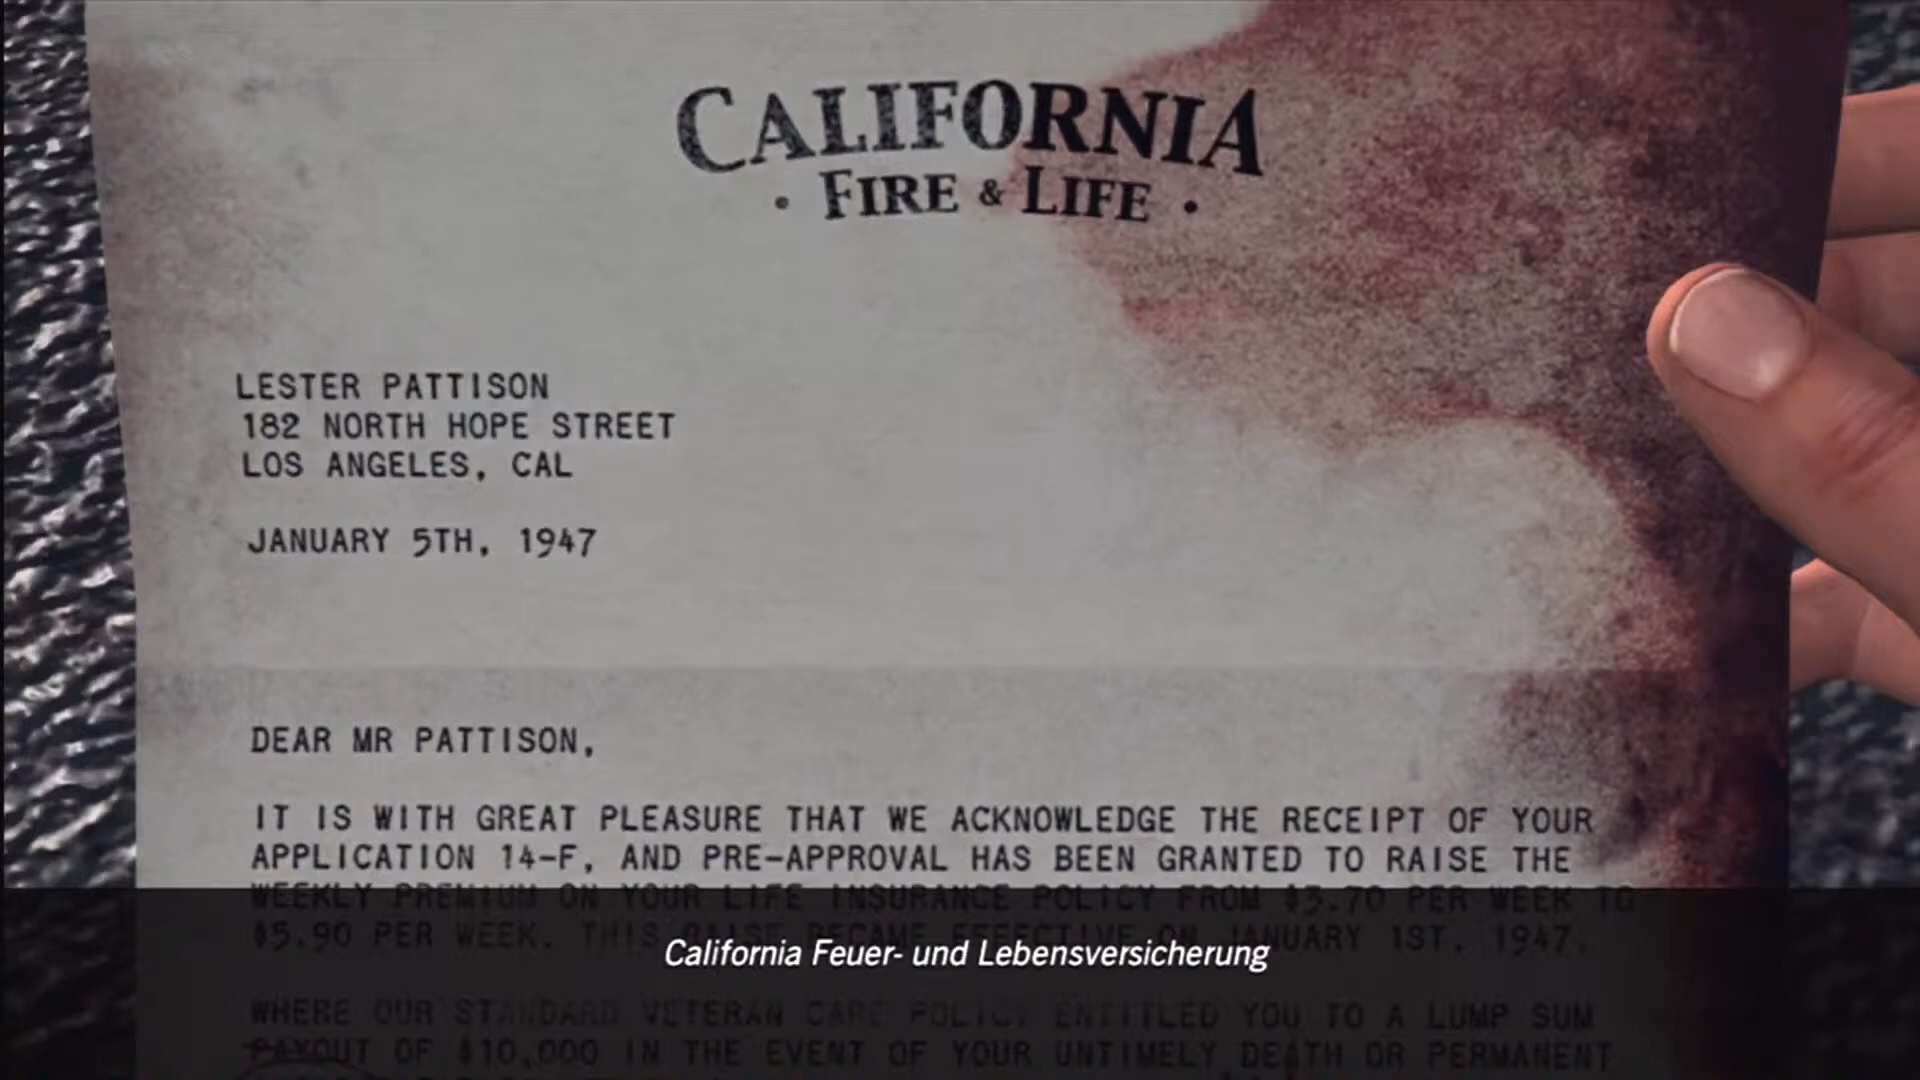 CALIFORNIA
• FIRE & LIFE •
LESTER PATTISON
182 NORTH HOPE STREET
LOS ANGELES, CAL
JANUARY 5TH, 1947
DEAR MR PATTISON,
IT IS WITH GREAT PLEASURE THAT WE ACKNOWLEDGE THE RECEIPT OF YOUR
APPLICATION 14-F, AND PRE-APPROVAL HAS BEEN GRANTED TO RAISE THE
WEEKLY PREMIUM ON YOUR LIFE INSURANCE POLICY FROM $5.70 PER WEEK TO
$5.90 PER WEEK. THIS RAISE BECAME EFFECTIVE ON JANUARY 1ST, 1947.
California Feuer- und Lebensversicherung
WHERE OUR STANDARD VETERAN CARE POLICY ENTITLED YOU TO A LUMP SUM
PAYOUT OF $10,000 IN THE EVENT OF YOUR UNTIMELY DEATH OR PERMANENT